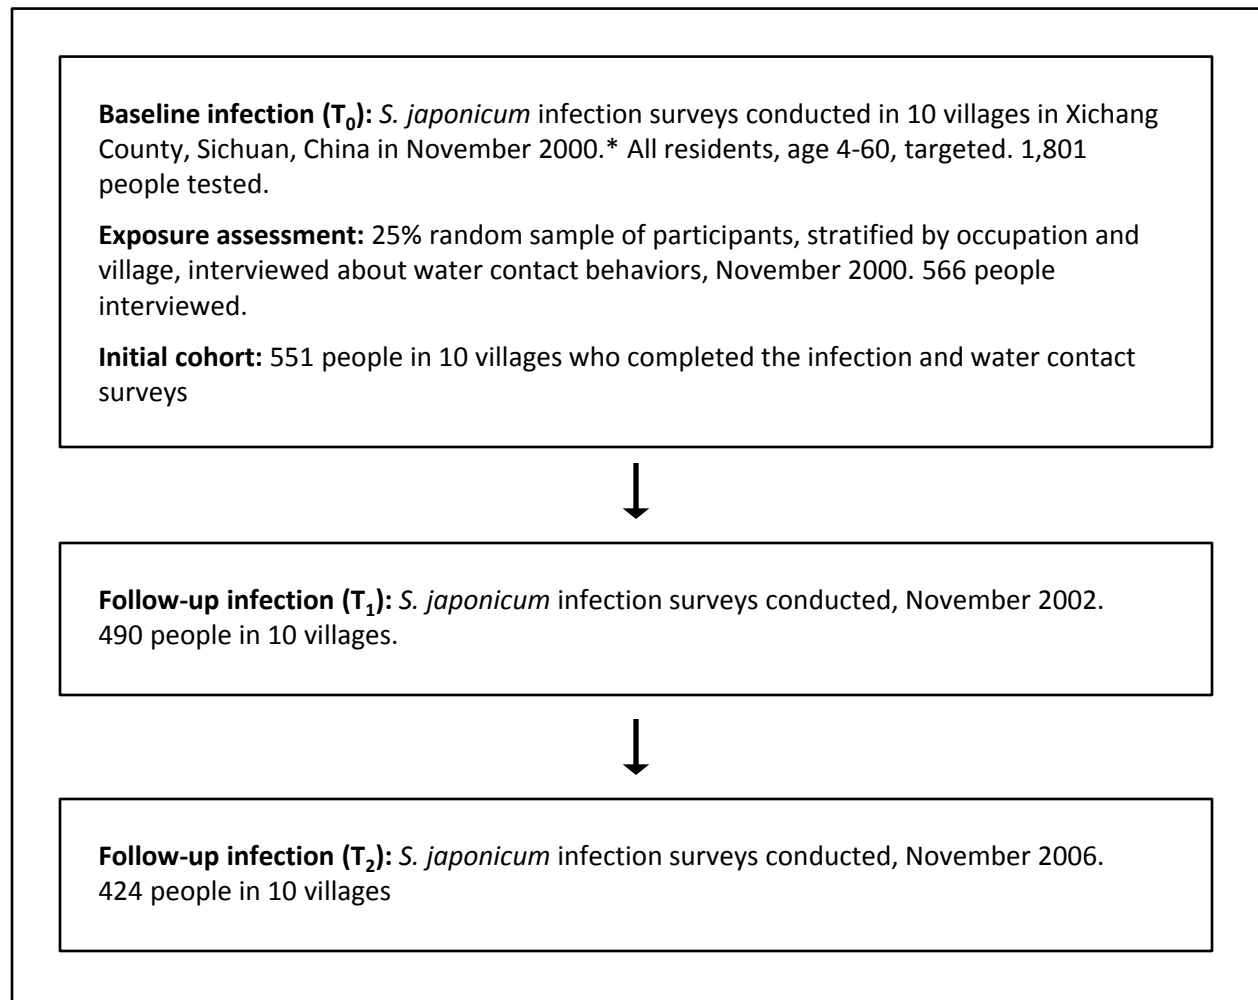 Baseline infection (T0): S. japonicum infection surveys conducted in 10 villages in Xichang
County, Sichuan, China in November 2000.* All residents, age 4-60, targeted. 1,801
people tested.
Exposure assessment: 25% random sample of participants, stratified by occupation and
village, interviewed about water contact behaviors, November 2000. 566 people
interviewed.
Initial cohort: 551 people in 10 villages who completed the infection and water contact
surveys
Follow-up infection (T1): S. japonicum infection surveys conducted, November 2002.
490 people in 10 villages.
Follow-up infection (T2): S. japonicum infection surveys conducted, November 2006.
424 people in 10 villages